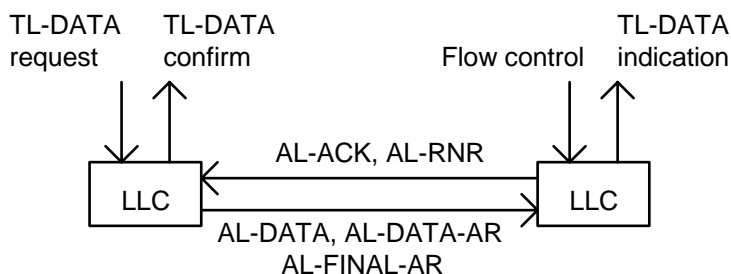 TL-DATA
request
TL-DATA
confirm
Flow control
TL-DATA
indication
AL-ACK, AL-RNR
LLC
LLC
AL-DATA, AL-DATA-AR
AL-FINAL-AR